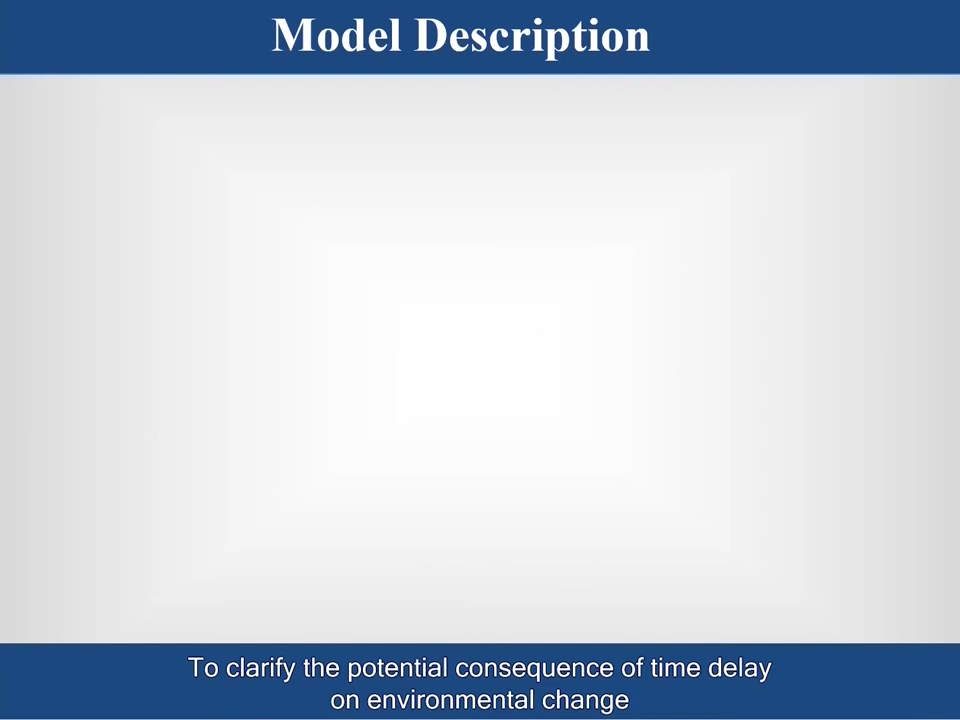 Model Description
To clarify the potential consequence of time delay
on environmental change